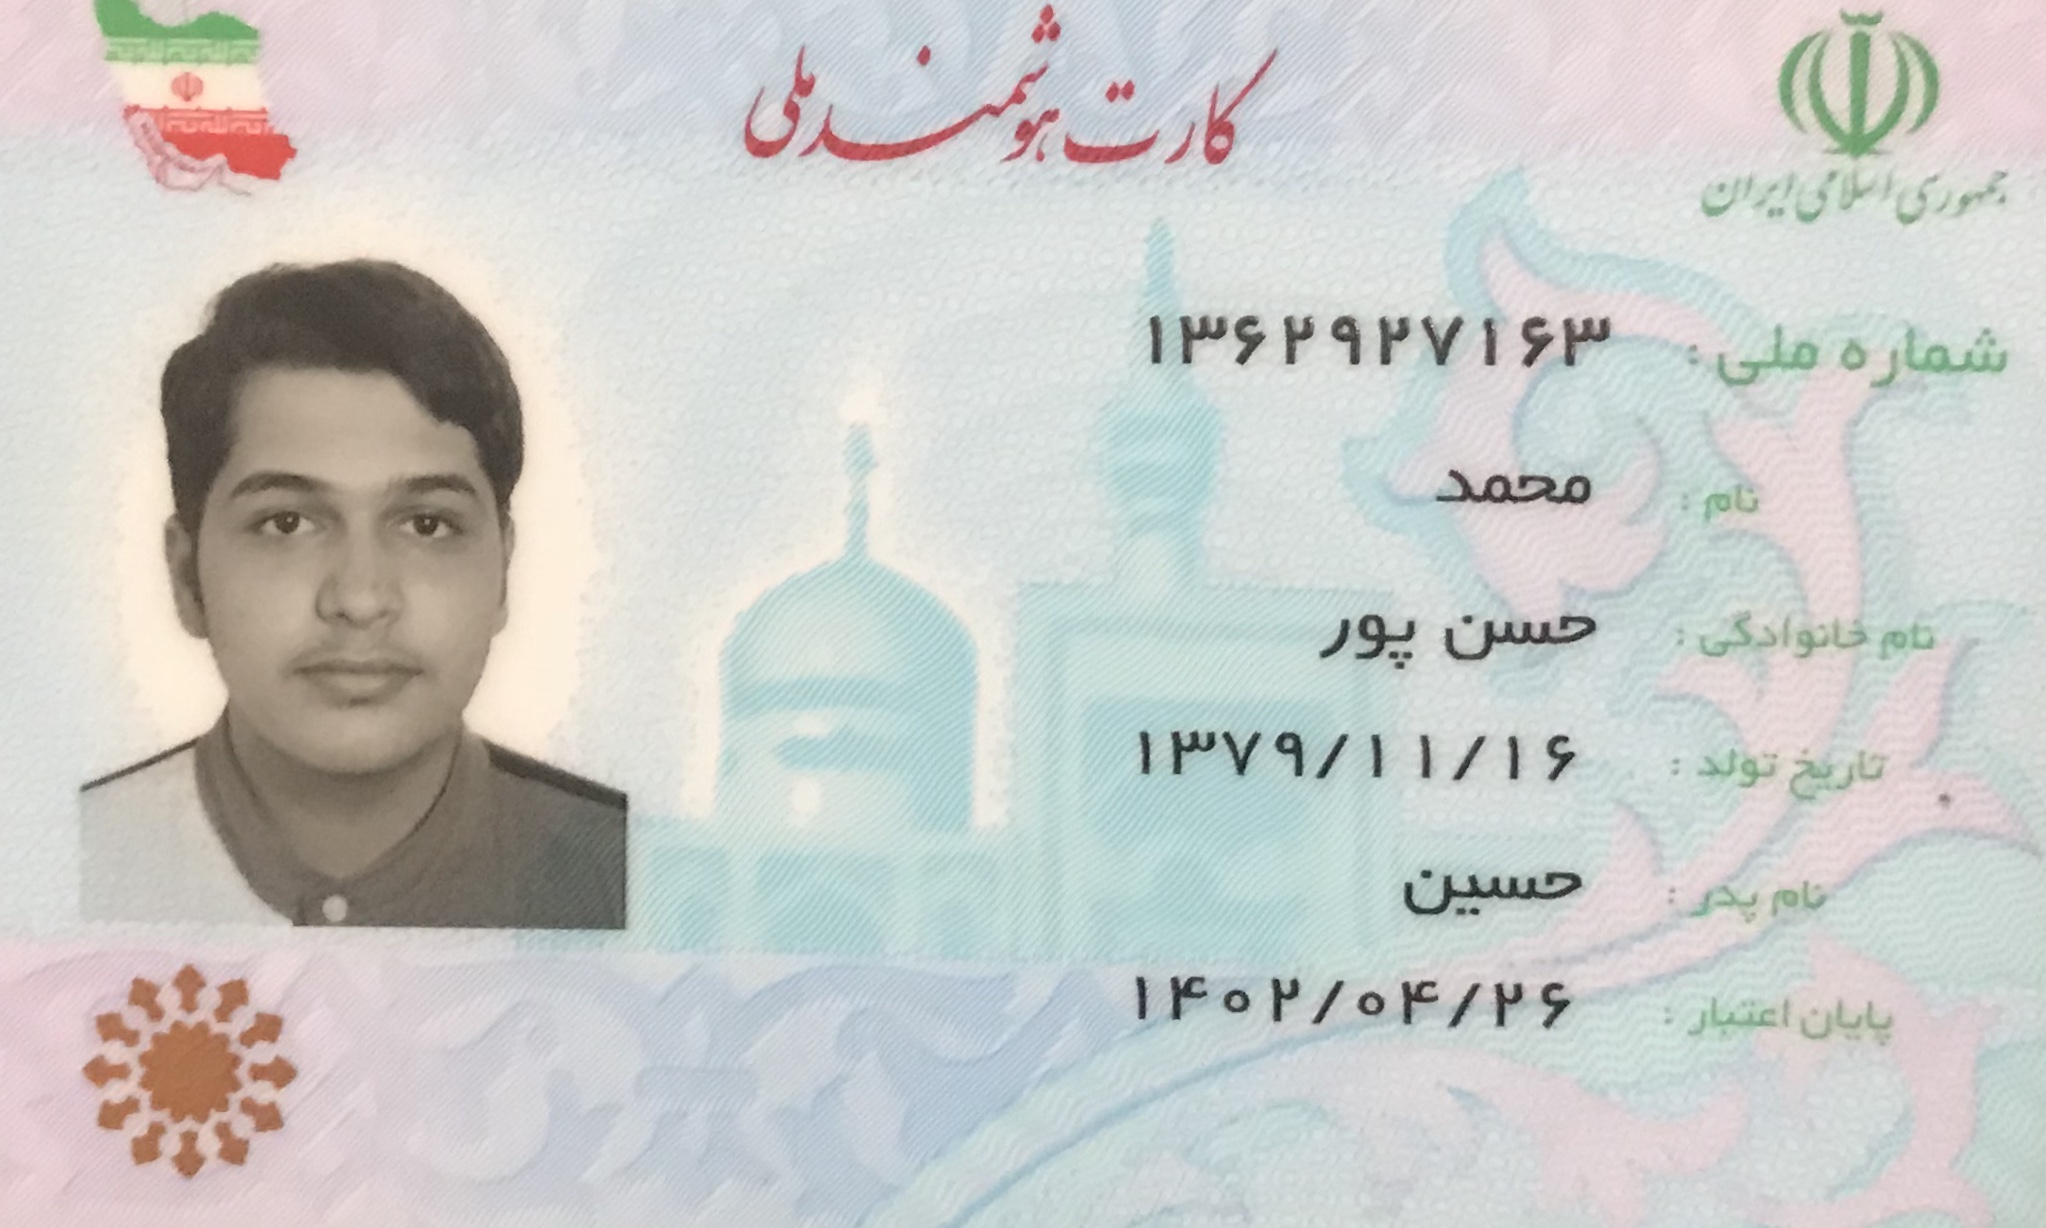 کارت هوشمند ملی
جمهوری اسلامی ایران
شماره ملی : ۱۳۶۲۹۲۷۱۶۳
نام : محمد
نام خانوادگی : حسن پور
تاریخ تولد : ۱۳۷۹/۱۱/۱۶
نام پدر : حسین
پایان اعتبار : ۱۴۰۲/۰۴/۲۶